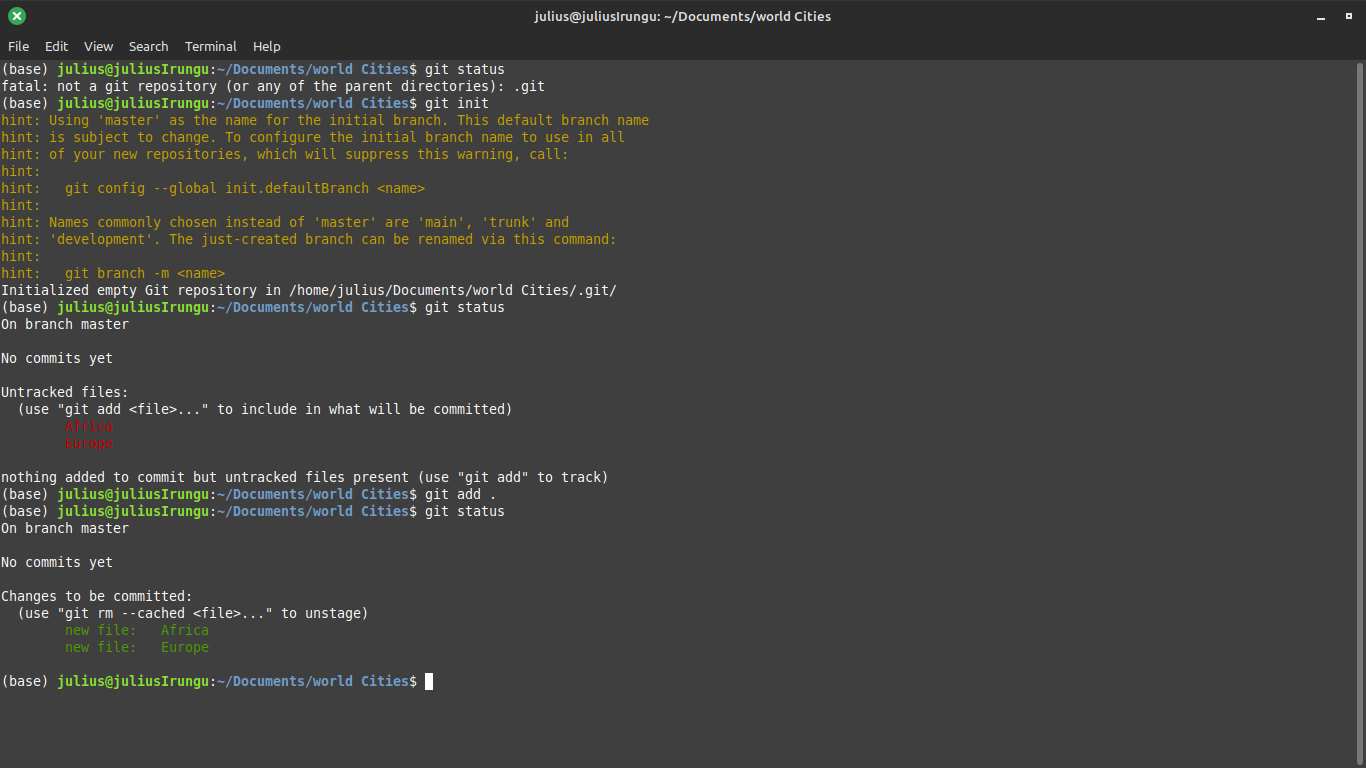 julius@juliusIrungu: ~/Documents/world Cities
File Edit View Search Terminal Help
(base) julius@juliusIrungu:~/Documents/world Cities$ git status
fatal: not a git repository (or any of the parent directories): .git
(base) julius@juliusIrungu:~/Documents/world Cities$ git init
hint: Using 'master' as the name for the initial branch. This default branch name
hint: is subject to change. To configure the initial branch name to use in all
hint: of your new repositories, which will suppress this warning, call:
hint:
hint:   git config --global init.defaultBranch <name>
hint:
hint: Names commonly chosen instead of 'master' are 'main', 'trunk' and
hint: 'development'. The just-created branch can be renamed via this command:
hint:
hint:   git branch -m <name>
Initialized empty Git repository in /home/julius/Documents/world Cities/.git/
(base) julius@juliusIrungu:~/Documents/world Cities$ git status
On branch master

No commits yet

Untracked files:
  (use "git add <file>..." to include in what will be committed)
        Africa
        Europe

nothing added to commit but untracked files present (use "git add" to track)
(base) julius@juliusIrungu:~/Documents/world Cities$ git add .
(base) julius@juliusIrungu:~/Documents/world Cities$ git status
On branch master

No commits yet

Changes to be committed:
  (use "git rm --cached <file>..." to unstage)
        new file:   Africa
        new file:   Europe

(base) julius@juliusIrungu:~/Documents/world Cities$